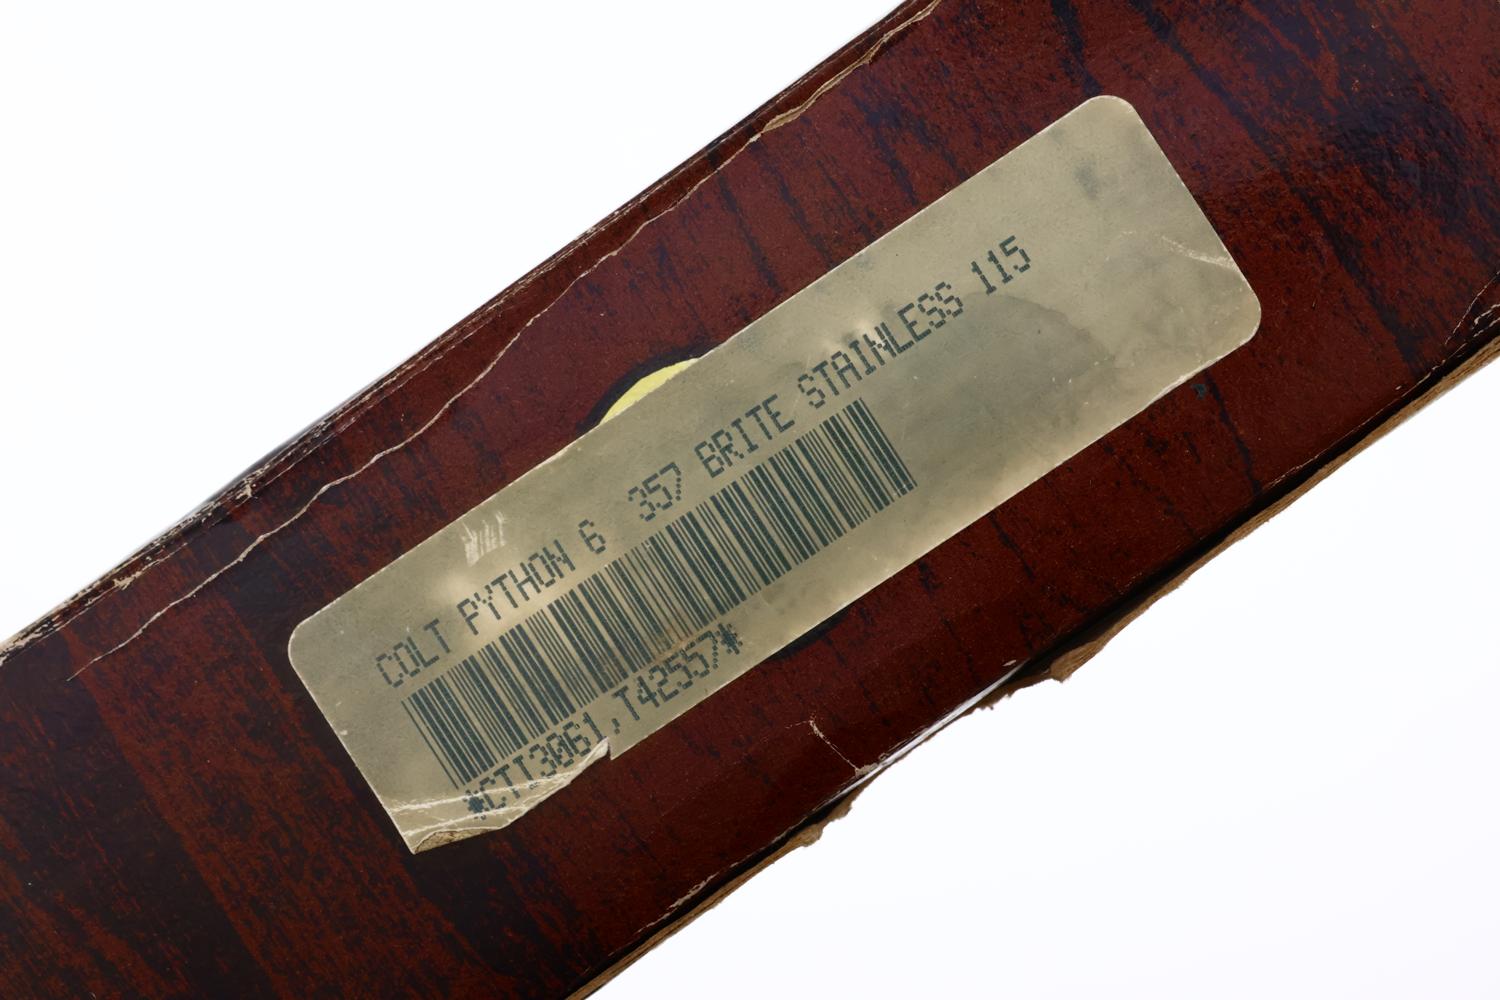 COLT PYTHON 6  357 BRITE STAINLESS 115
*CTI3061,T42557*